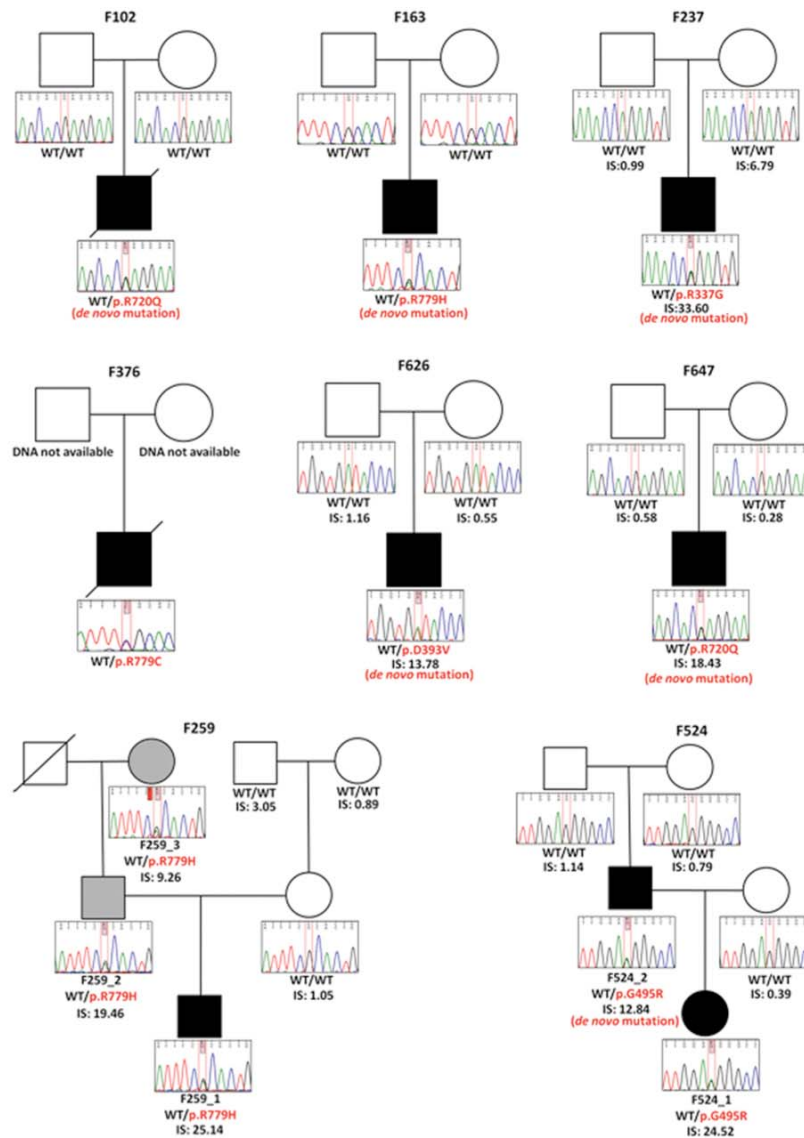 F102
WT/WT
WT/WT
WT/p.R720Q
(de novo mutation)
F163
WT/WT
WT/WT
WT/p.R779H
(de novo mutation)
F237
WT/WT
IS:0.99
WT/WT
IS:6.79
WT/p.R337G
IS:33.60
(de novo mutation)
F376
DNA not available
DNA not available
WT/p.R779C
F626
WT/WT
IS: 1.16
WT/WT
IS: 0.55
WT/p.D393V
IS: 13.78
(de novo mutation)
F647
WT/WT
IS: 0.58
WT/WT
IS: 0.28
WT/p.R720Q
IS: 18.43
(de novo mutation)
F259
F259_3
WT/p.R779H
IS: 9.26
WT/WT
IS: 3.05
WT/WT
IS: 0.89
F259_2
WT/p.R779H
IS: 19.46
WT/WT
IS: 1.05
F259_1
WT/p.R779H
IS: 25.14
F524
WT/WT
IS: 1.14
WT/WT
IS: 0.79
F524_2
WT/p.G495R
IS: 12.84
(de novo mutation)
WT/WT
IS: 0.39
F524_1
WT/p.G495R
IS: 24.52